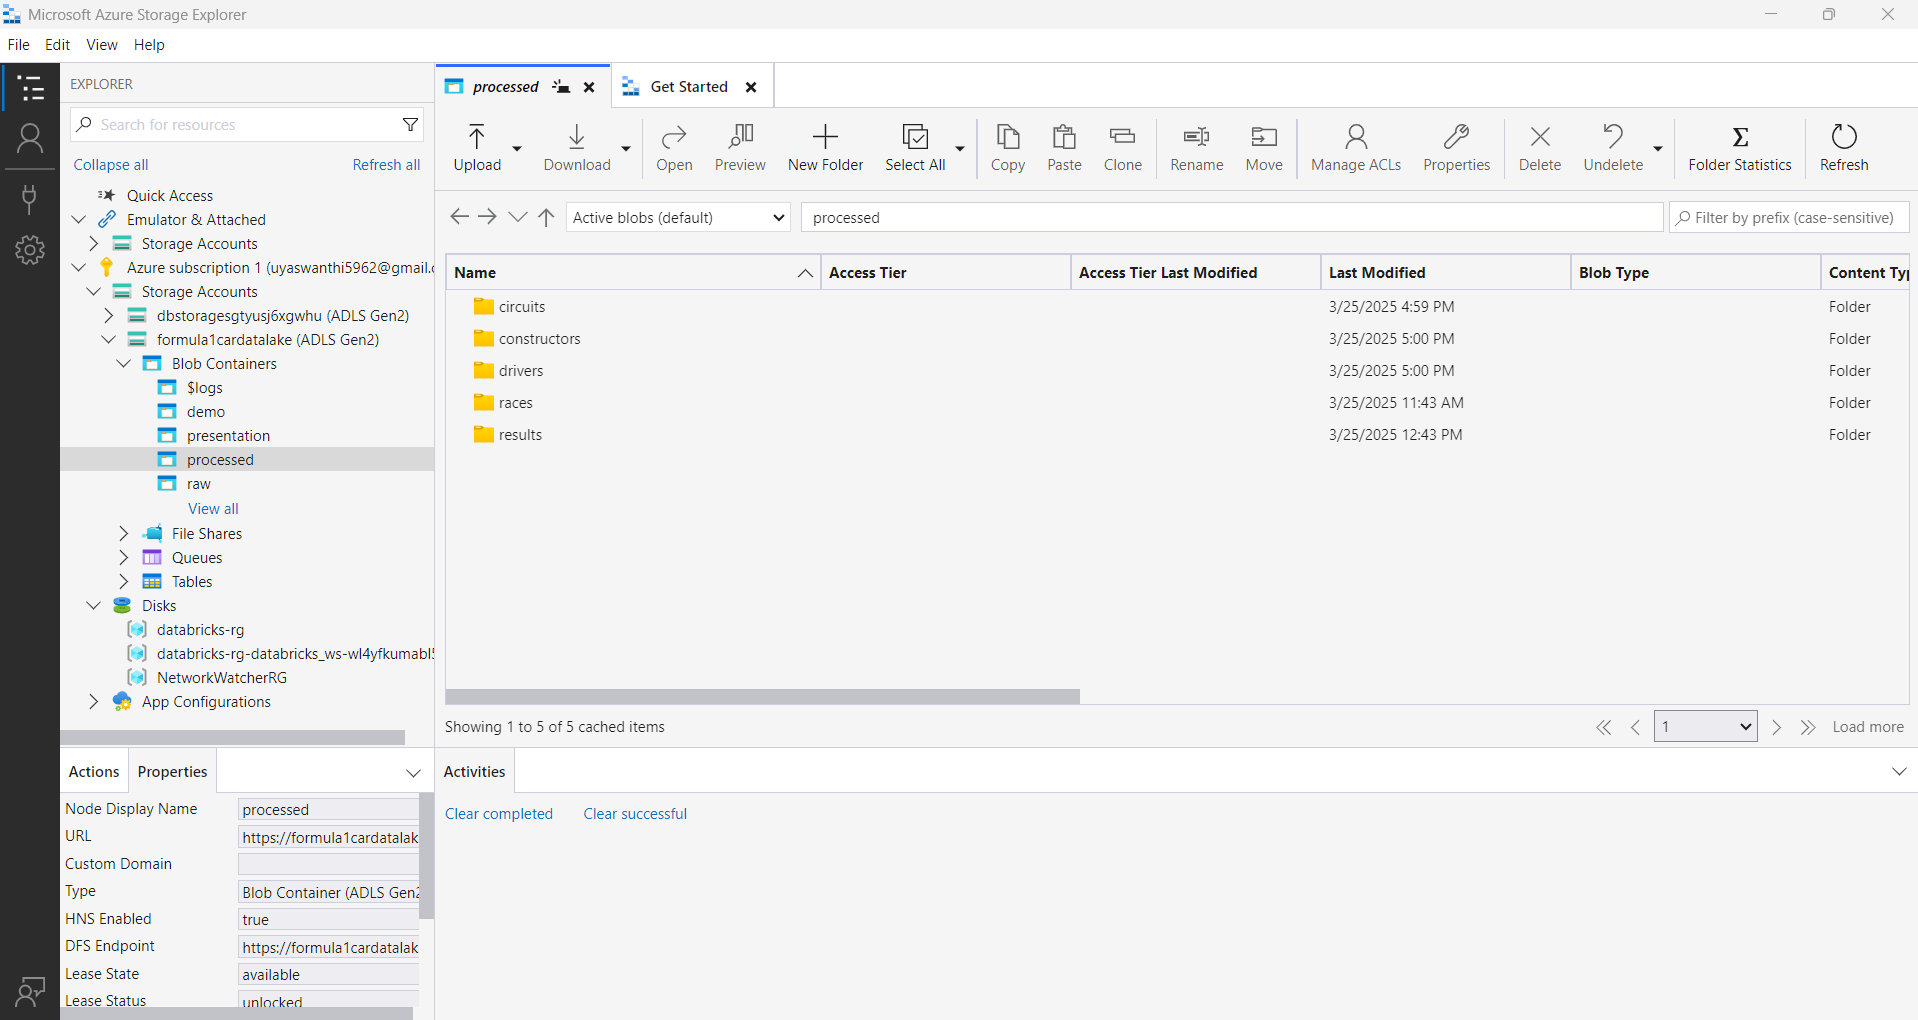 Microsoft Azure Storage Explorer
File Edit View Help
EXPLORER
Search for resources
Collapse all Refresh all
Quick Access
Emulator & Attached
Storage Accounts
Azure subscription 1 (uyaswanthi5962@gmail.c
Storage Accounts
dbstoragesgtyusj6xgwhu (ADLS Gen2)
formula1cardatalake (ADLS Gen2)
Blob Containers
$logs
demo
presentation
processed
raw
View all
File Shares
Queues
Tables
Disks
databricks-rg
databricks-rg-databricks_ws-wl4yfkumabl5
NetworkWatcherRG
App Configurations
Actions Properties
Node Display Name processed
URL https://formula1cardatalak
Custom Domain
Type Blob Container (ADLS Gen2
HNS Enabled true
DFS Endpoint https://formula1cardatalak
Lease State available
Lease Status unlocked
processed Get Started
Upload Download Open Preview New Folder Select All Copy Paste Clone Rename Move Manage ACLs Properties Delete Undelete Folder Statistics Refresh
Active blobs (default) processed Filter by prefix (case-sensitive)
Name Access Tier Access Tier Last Modified Last Modified Blob Type Content Typ
circuits 3/25/2025 4:59 PM Folder
constructors 3/25/2025 5:00 PM Folder
drivers 3/25/2025 5:00 PM Folder
races 3/25/2025 11:43 AM Folder
results 3/25/2025 12:43 PM Folder
Showing 1 to 5 of 5 cached items 1 Load more
Activities
Clear completed Clear successful